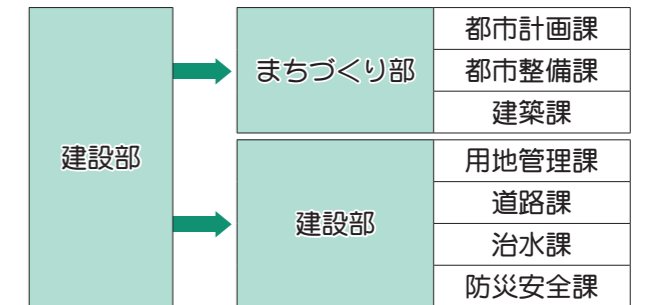 建設部
まちづくり部
都市計画課
都市整備課
建築課
建設部
用地管理課
道路課
治水課
防災安全課